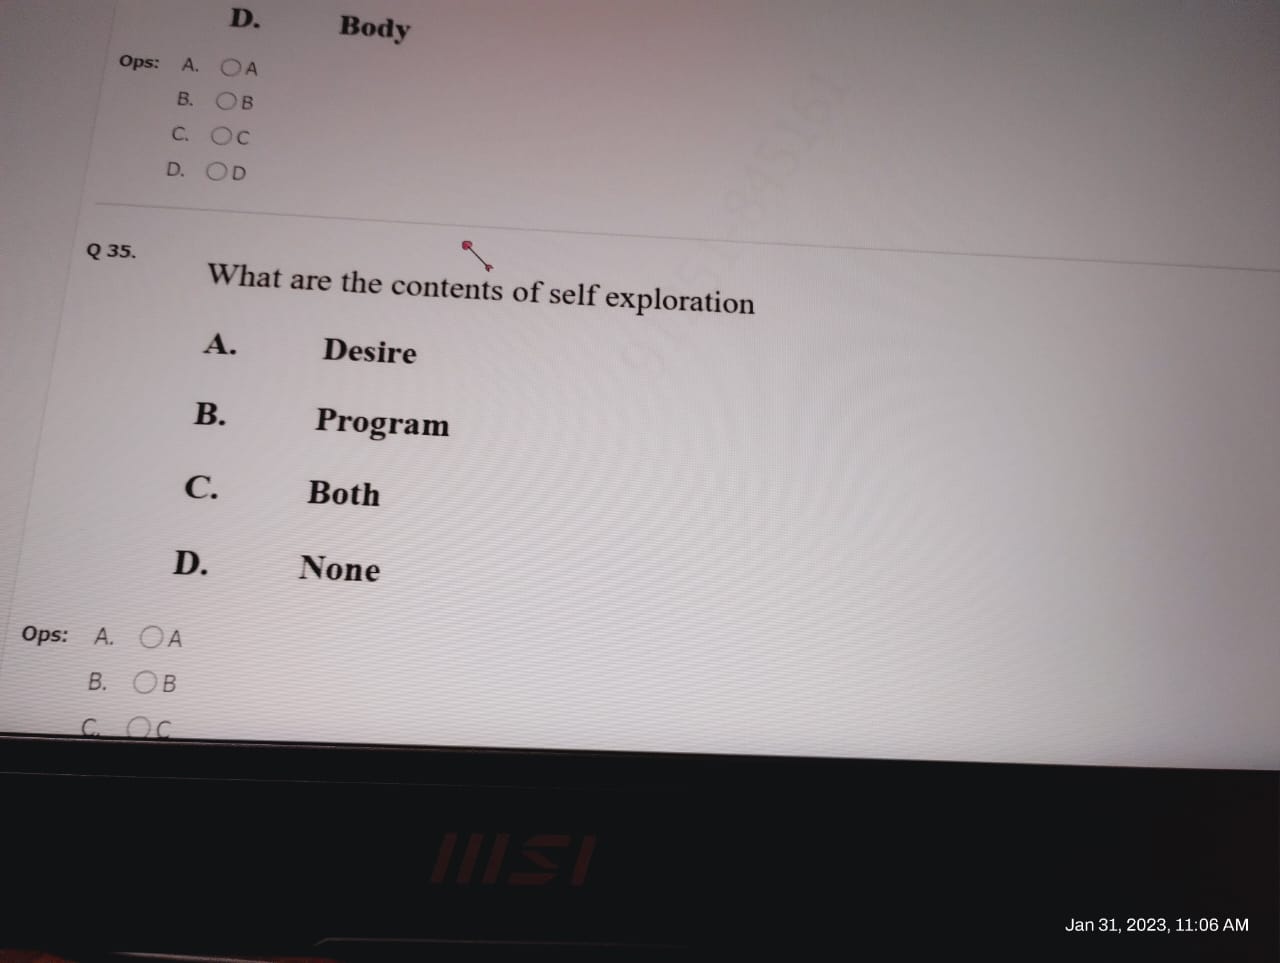 D. Body
Ops: A. A
B. B
C. C
D. D
Q 35.
What are the contents of self exploration
A. Desire
B. Program
C. Both
D. None
Ops: A. A
B. B
C. C
msi
Jan 31, 2023, 11:06 AM